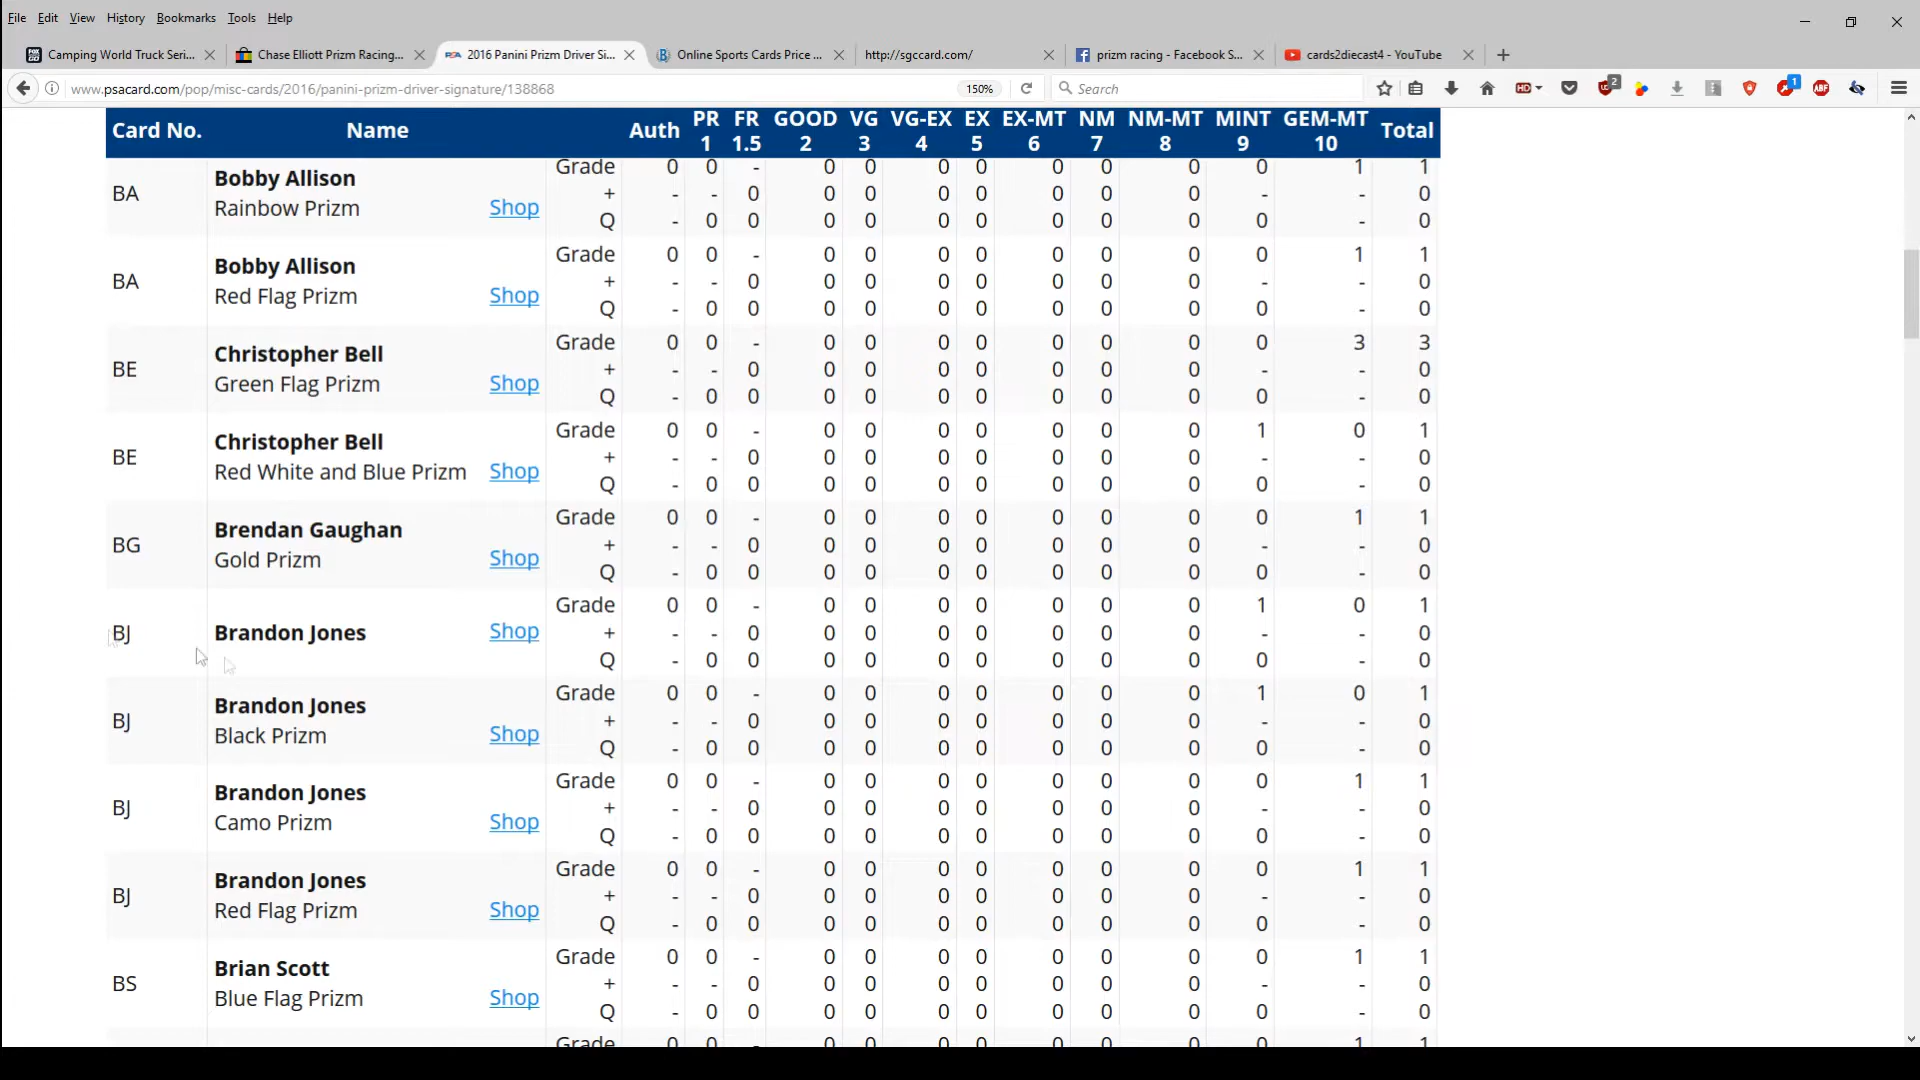 File Edit View History Bookmarks Tools Help
Camping World Truck Seri... Chase Elliott Prizm Racing... PSA 2016 Panini Prizm Driver Si... Online Sports Cards Price ... http://sgccard.com/ prizm racing - Facebook S... cards2diecast4 - YouTube
www.psacard.com/pop/misc-cards/2016/panini-prizm-driver-signature/138868 150% Search HD 2 1 ABP
PR FR GOOD VG VG-EX EX EX-MT NM NM-MT MINT GEM-MT
Card No. Name Auth Total
1 1.5 2 3 4 5 6 7 8 9 10
Grade 0 0 - 0 0 0 0 0 0 0 0 1 1
Bobby Allison
BA + - - 0 0 0 0 0 0 0 0 - - 0
Rainbow Prizm Shop
Q - 0 0 0 0 0 0 0 0 0 0 - 0
Grade 0 0 - 0 0 0 0 0 0 0 0 1 1
Bobby Allison
BA + - - 0 0 0 0 0 0 0 0 - - 0
Red Flag Prizm Shop
Q - 0 0 0 0 0 0 0 0 0 0 - 0
Grade 0 0 - 0 0 0 0 0 0 0 0 3 3
Christopher Bell
BE + - - 0 0 0 0 0 0 0 0 - - 0
Green Flag Prizm Shop
Q - 0 0 0 0 0 0 0 0 0 0 - 0
Grade 0 0 - 0 0 0 0 0 0 0 1 0 1
Christopher Bell
BE + - - 0 0 0 0 0 0 0 0 - - 0
Red White and Blue Prizm Shop
Q - 0 0 0 0 0 0 0 0 0 0 - 0
Grade 0 0 - 0 0 0 0 0 0 0 0 1 1
Brendan Gaughan
BG + - - 0 0 0 0 0 0 0 0 - - 0
Gold Prizm Shop
Q - 0 0 0 0 0 0 0 0 0 0 - 0
Grade 0 0 - 0 0 0 0 0 0 0 1 0 1
BJ Brandon Jones Shop + - - 0 0 0 0 0 0 0 0 - - 0
Q - 0 0 0 0 0 0 0 0 0 0 - 0
Grade 0 0 - 0 0 0 0 0 0 0 1 0 1
Brandon Jones
BJ + - - 0 0 0 0 0 0 0 0 - - 0
Black Prizm Shop
Q - 0 0 0 0 0 0 0 0 0 0 - 0
Grade 0 0 - 0 0 0 0 0 0 0 0 1 1
Brandon Jones
BJ + - - 0 0 0 0 0 0 0 0 - - 0
Camo Prizm Shop
Q - 0 0 0 0 0 0 0 0 0 0 - 0
Grade 0 0 - 0 0 0 0 0 0 0 0 1 1
Brandon Jones
BJ + - - 0 0 0 0 0 0 0 0 - - 0
Red Flag Prizm Shop
Q - 0 0 0 0 0 0 0 0 0 0 - 0
Grade 0 0 - 0 0 0 0 0 0 0 0 1 1
Brian Scott
BS + - - 0 0 0 0 0 0 0 0 - - 0
Blue Flag Prizm Shop
Q - 0 0 0 0 0 0 0 0 0 0 - 0
Grade 0 0 - 0 0 0 0 0 0 0 0 1 1